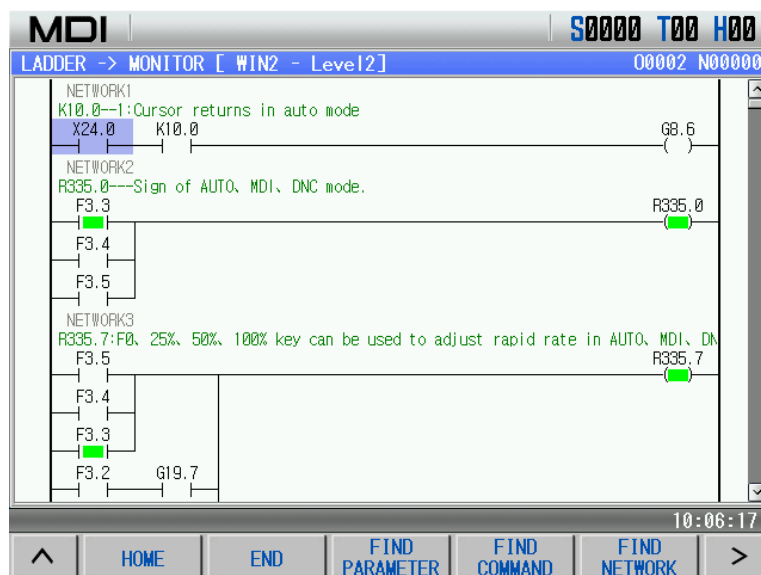 MDI S0000 T00 H00
LADDER -> MONITOR [ WIN2 - Level2] O0002 N00000
NETWORK1
K10.0--1:Cursor returns in auto mode
X24.0 K10.0 G8.6
NETWORK2
R335.0---Sign of AUTO、MDI、DNC mode.
F3.3 R335.0
F3.4
F3.5
NETWORK3
R335.7:F0、25%、50%、100% key can be used to adjust rapid rate in AUTO、MDI、DN
F3.5 R335.7
F3.4
F3.3
F3.2 G19.7
10:06:17
HOME END FIND PARAMETER FIND COMMAND FIND NETWORK >